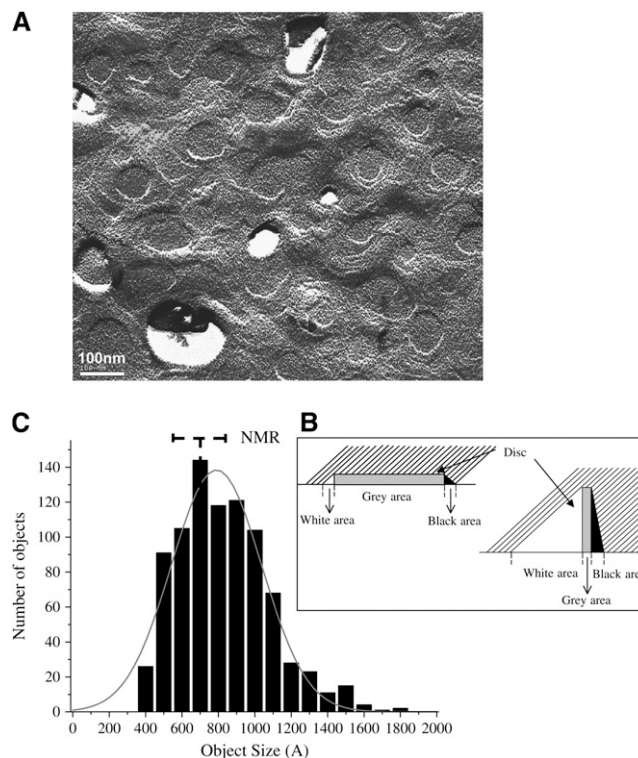 A
100nm
C
NMR
Number of objects
140
120
100
80
60
40
20
0
0 200 400 600 800 1000 1200 1400 1600 1800 2000
Object Size (A)
B
Disc
Grey area
White area
Black area
White area
Black are
Grey area